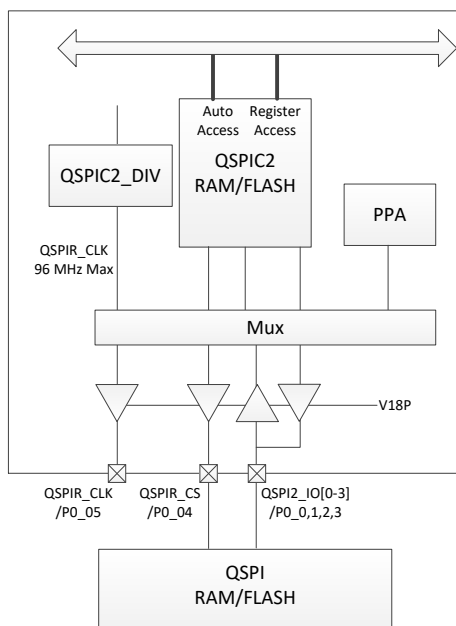 Auto
Access
Register
Access
QSPIC2
RAM/FLASH
QSPIC2_DIV
PPA
QSPIR_CLK
96 MHz Max
Mux
V18P
QSPIR_CLK
/P0_05
QSPIR_CS
/P0_04
QSPI2_IO[0-3]
/P0_0,1,2,3
QSPI
RAM/FLASH